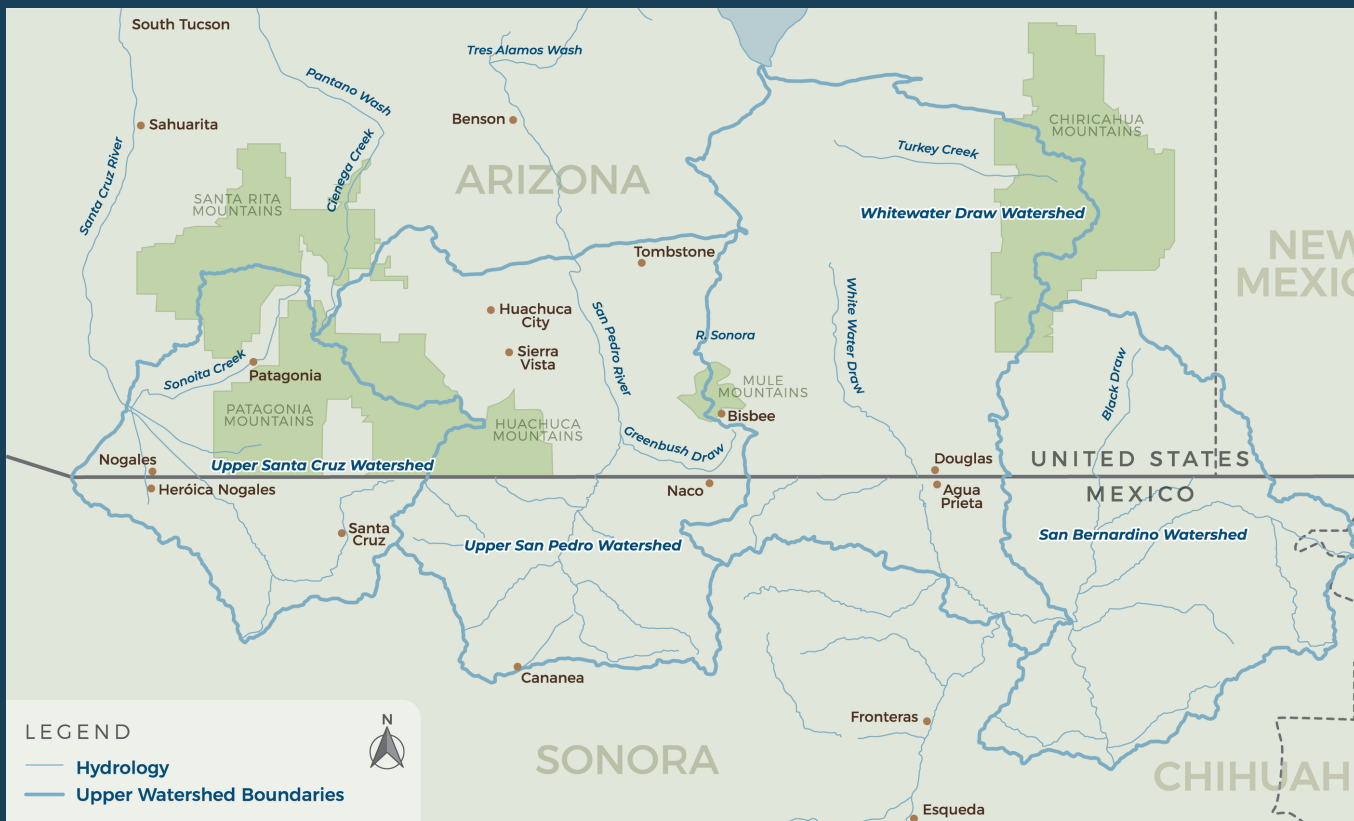 South Tucson
Tres Alamos Wash
Pantano Wash
Benson
Sahuarita
CHIRICAHUA
MOUNTAINS
Turkey Creek
Santa Cruz River
Cienega Creek
ARIZONA
SANTA RITA
MOUNTAINS
Whitewater Draw Watershed
NEW
MEXIC
Tombstone
Huachuca
City
San Pedro River
White Water Draw
R. Sonora
Sierra
Vista
Sonoita Creek
Patagonia
Black Draw
MULE
MOUNTAINS
PATAGONIA
MOUNTAINS
Bisbee
HUACHUCA
MOUNTAINS
Greenbush Draw
Nogales
Upper Santa Cruz Watershed
Douglas
UNITED STATES
Heróica Nogales
Naco
Agua
Prieta
MEXICO
Santa
Cruz
Upper San Pedro Watershed
San Bernardino Watershed
Cananea
Fronteras
SONORA
CHIHUAH
Esqueda
LEGEND
N
Hydrology
Upper Watershed Boundaries